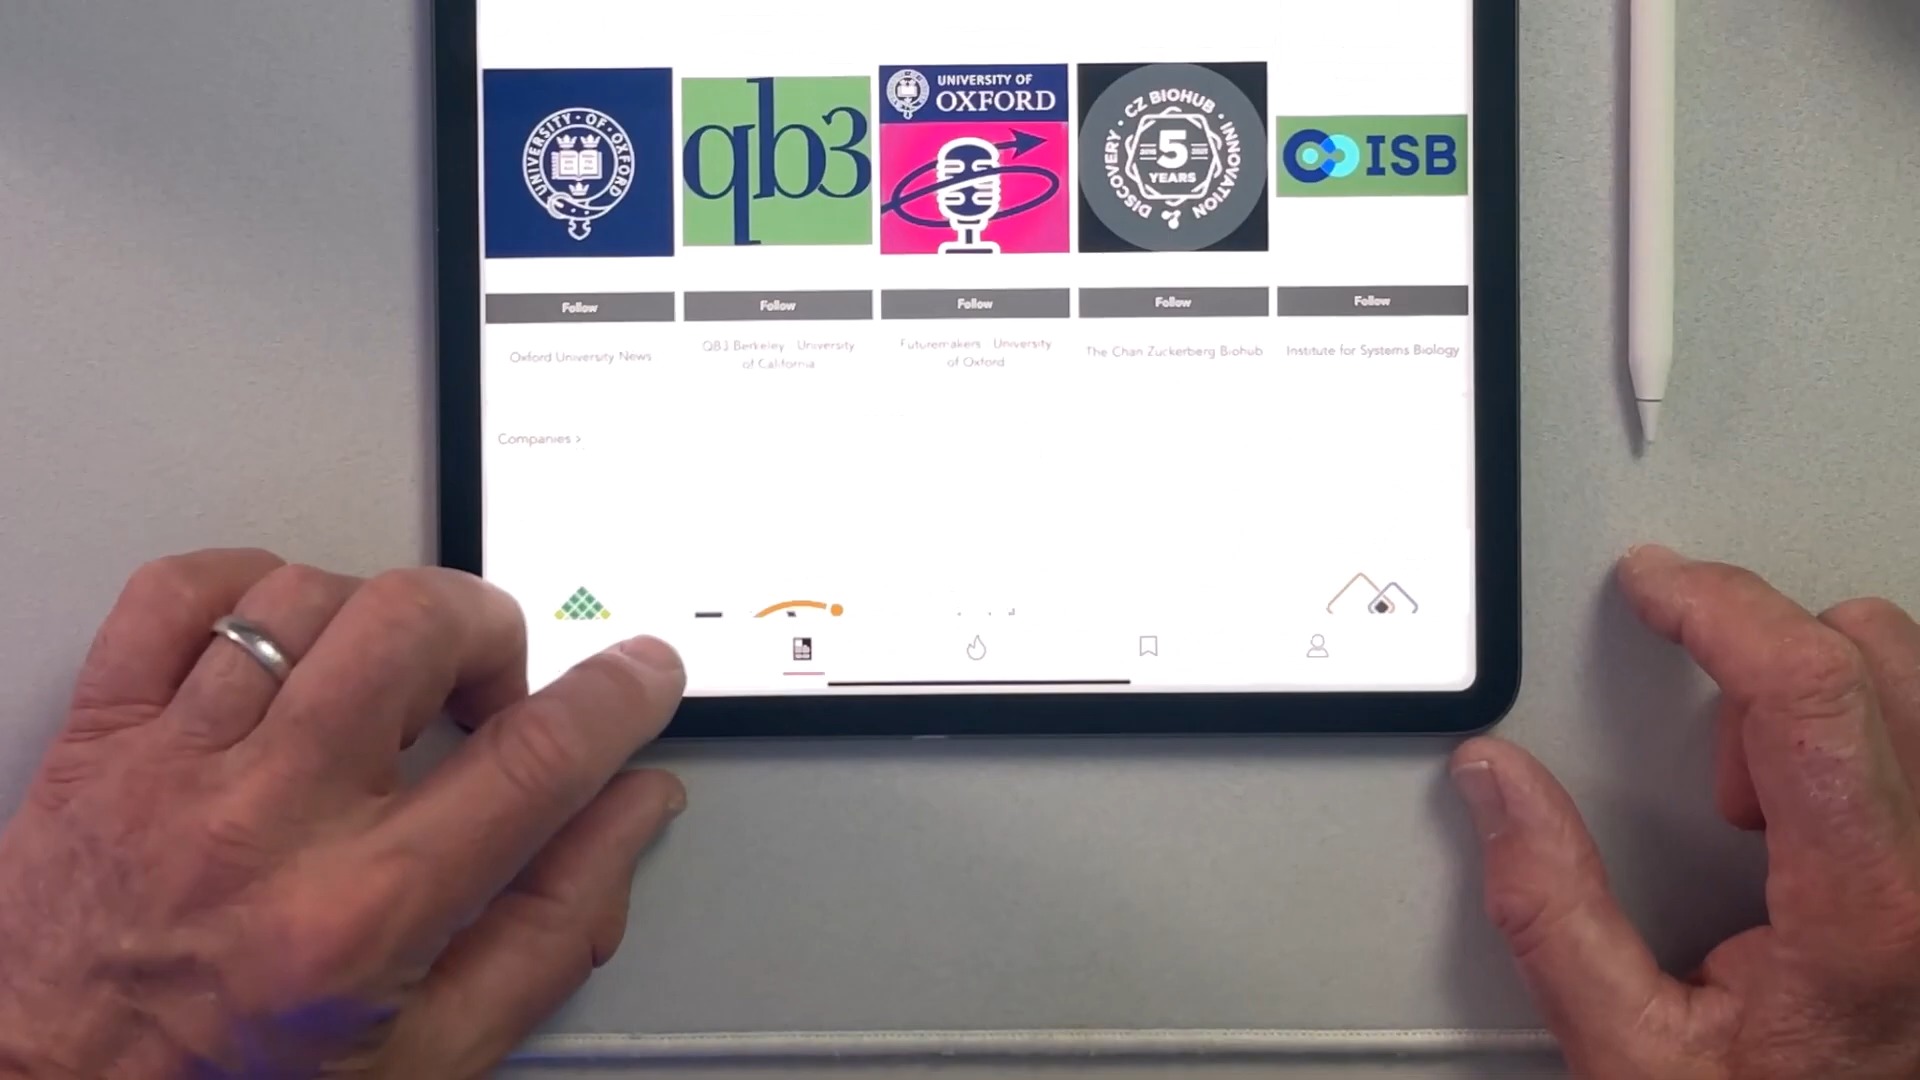 UNIVERSITY · OF · OXFORD
qb3
UNIVERSITY OF
OXFORD
· CZ BIOHUB ·
DISCOVERY
INNOVATION
5
YEARS
ISB
Follow
Follow
Follow
Follow
Follow
Oxford University News
QB3 Berkeley - University
of California
Futuremakers - University
of Oxford
The Chan Zuckerberg Biohub
Institute for Systems Biology
Companies >